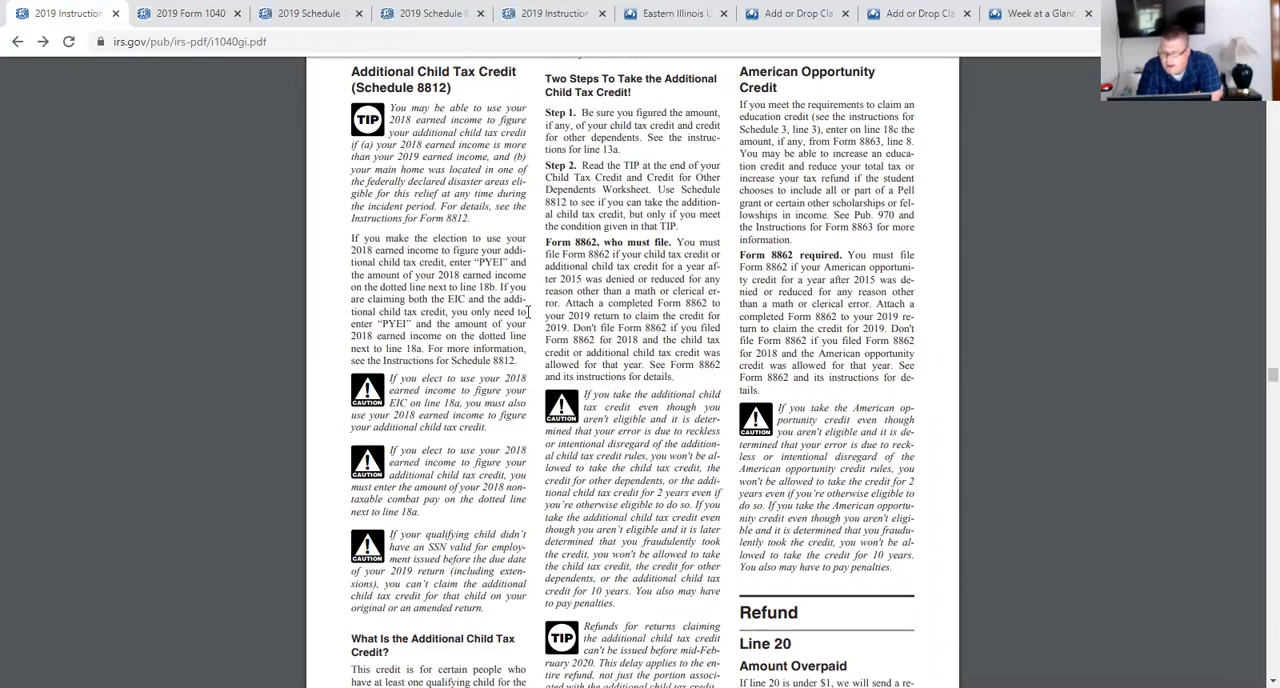 2019 Instruction
2019 Form 1040
2019 Schedule
2019 Schedule
2019 Instruction
Eastern Illinois U
Add or Drop Cla
Add or Drop Cla
Week at a Glanc
irs.gov/pub/irs-pdf/i1040gi.pdf
Additional Child Tax Credit
(Schedule 8812)
TIP
You may be able to use your
2018 earned income to figure
your additional child tax credit
if (a) your 2018 earned income is more
than your 2019 earned income, and (b)
your main home was located in one of
the federally declared disaster areas eli-
gible for this relief at any time during
the incident period. For details, see the
Instructions for Form 8812.
If you make the election to use your
2018 earned income to figure your addi-
tional child tax credit, enter “PYEI” and
the amount of your 2018 earned income
on the dotted line next to line 18b. If you
are claiming both the EIC and the addi-
tional child tax credit, you only need to
enter “PYEI” and the amount of your
2018 earned income on the dotted line
next to line 18a. For more information,
see the Instructions for Schedule 8812.
CAUTION
If you elect to use your 2018
earned income to figure your
EIC on line 18a, you must also
use your 2018 earned income to figure
your additional child tax credit.
CAUTION
If you elect to use your 2018
earned income to figure your
additional child tax credit, you
must enter the amount of your 2018 non-
taxable combat pay on the dotted line
next to line 18a.
CAUTION
If your qualifying child didn’t
have an SSN valid for employ-
ment issued before the due date
of your 2019 return (including exten-
sions), you can’t claim the additional
child tax credit for that child on your
original or an amended return.
What Is the Additional Child Tax
Credit?
This credit is for certain people who
have at least one qualifying child for the
Two Steps To Take the Additional
Child Tax Credit!
Step 1. Be sure you figured the amount,
if any, of your child tax credit and credit
for other dependents. See the instruc-
tions for line 13a.
Step 2. Read the TIP at the end of your
Child Tax Credit and Credit for Other
Dependents Worksheet. Use Schedule
8812 to see if you can take the addition-
al child tax credit, but only if you meet
the condition given in that TIP.
Form 8862, who must file. You must
file Form 8862 if your child tax credit or
additional child tax credit for a year af-
ter 2015 was denied or reduced for any
reason other than a math or clerical er-
ror. Attach a completed Form 8862 to
your 2019 return to claim the credit for
2019. Don't file Form 8862 if you filed
Form 8862 for 2018 and the child tax
credit or additional child tax credit was
allowed for that year. See Form 8862
and its instructions for details.
CAUTION
If you take the additional child
tax credit even though you
aren't eligible and it is deter-
mined that your error is due to reckless
or intentional disregard of the addition-
al child tax credit rules, you won't be al-
lowed to take the child tax credit, the
credit for other dependents, or the addi-
tional child tax credit for 2 years even if
you’re otherwise eligible to do so. If you
take the additional child tax credit even
though you aren’t eligible and it is later
determined that you fraudulently took
the credit, you won't be allowed to take
the child tax credit, the credit for other
dependents, or the additional child tax
credit for 10 years. You also may have
to pay penalties.
TIP
Refunds for returns claiming
the additional child tax credit
can't be issued before mid-Feb-
ruary 2020. This delay applies to the en-
tire refund, not just the portion associ-
ated with the additional child tax credit.
American Opportunity
Credit
If you meet the requirements to claim an
education credit (see the instructions for
Schedule 3, line 3), enter on line 18c the
amount, if any, from Form 8863, line 8.
You may be able to increase an educa-
tion credit and reduce your total tax or
increase your tax refund if the student
chooses to include all or part of a Pell
grant or certain other scholarships or fel-
lowships in income. See Pub. 970 and
the Instructions for Form 8863 for more
information.
Form 8862 required. You must file
Form 8862 if your American opportuni-
ty credit for a year after 2015 was de-
nied or reduced for any reason other
than a math or clerical error. Attach a
completed Form 8862 to your 2019 re-
turn to claim the credit for 2019. Don't
file Form 8862 if you filed Form 8862
for 2018 and the American opportunity
credit was allowed for that year. See
Form 8862 and its instructions for de-
tails.
CAUTION
If you take the American op-
portunity credit even though
you aren't eligible and it is de-
termined that your error is due to reck-
less or intentional disregard of the
American opportunity credit rules, you
won't be allowed to take the credit for 2
years even if you’re otherwise eligible to
do so. If you take the American opportu-
nity credit even though you aren't eligi-
ble and it is determined that you fraudu-
lently took the credit, you won't be al-
lowed to take the credit for 10 years.
You also may have to pay penalties.
Refund
Line 20
Amount Overpaid
If line 20 is under $1, we will send a re-